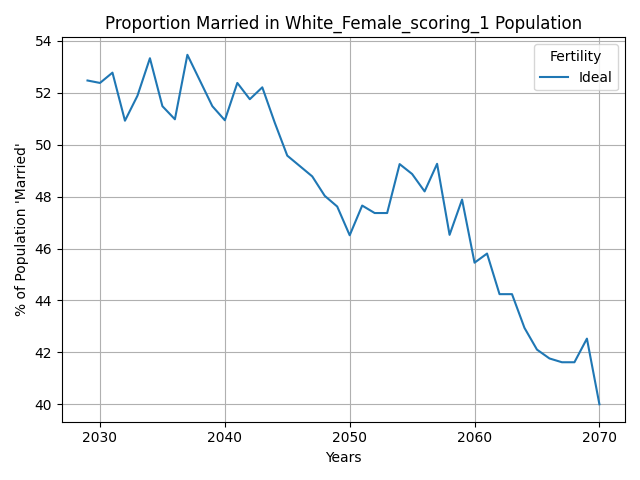 Proportion Married in White_Female_scoring_1 Population
Fertility
Ideal
% of Population 'Married'
54
52
50
48
46
44
42
40
2030 2040 2050 2060 2070
Years